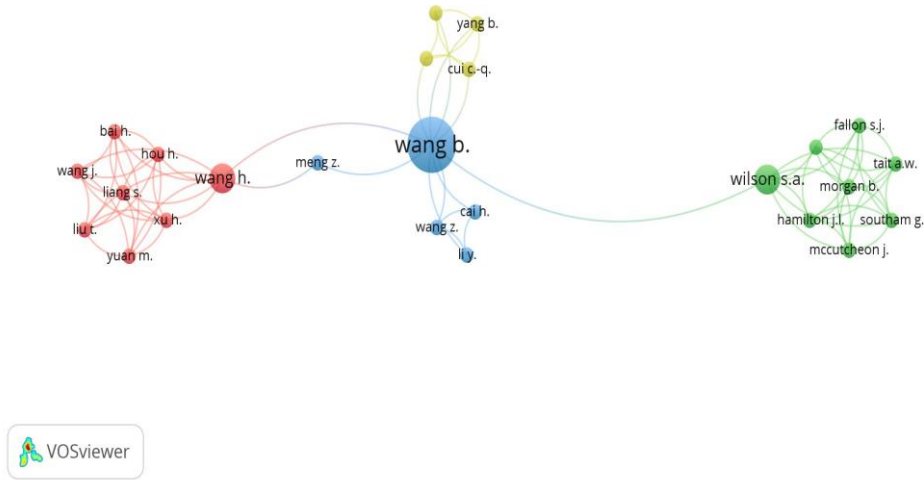 yang b.
cui c.-q.
wang b.
bai h.
hou h.
wang j.
liang s.
wang h.
meng z.
liu t.
xu h.
yuan m.
cai h.
wang z.
li y.
fallon s.j.
tait a.w.
wilson s.a.
morgan b.
hamilton j.l.
southam g.
mccutcheon j.
VOSviewer